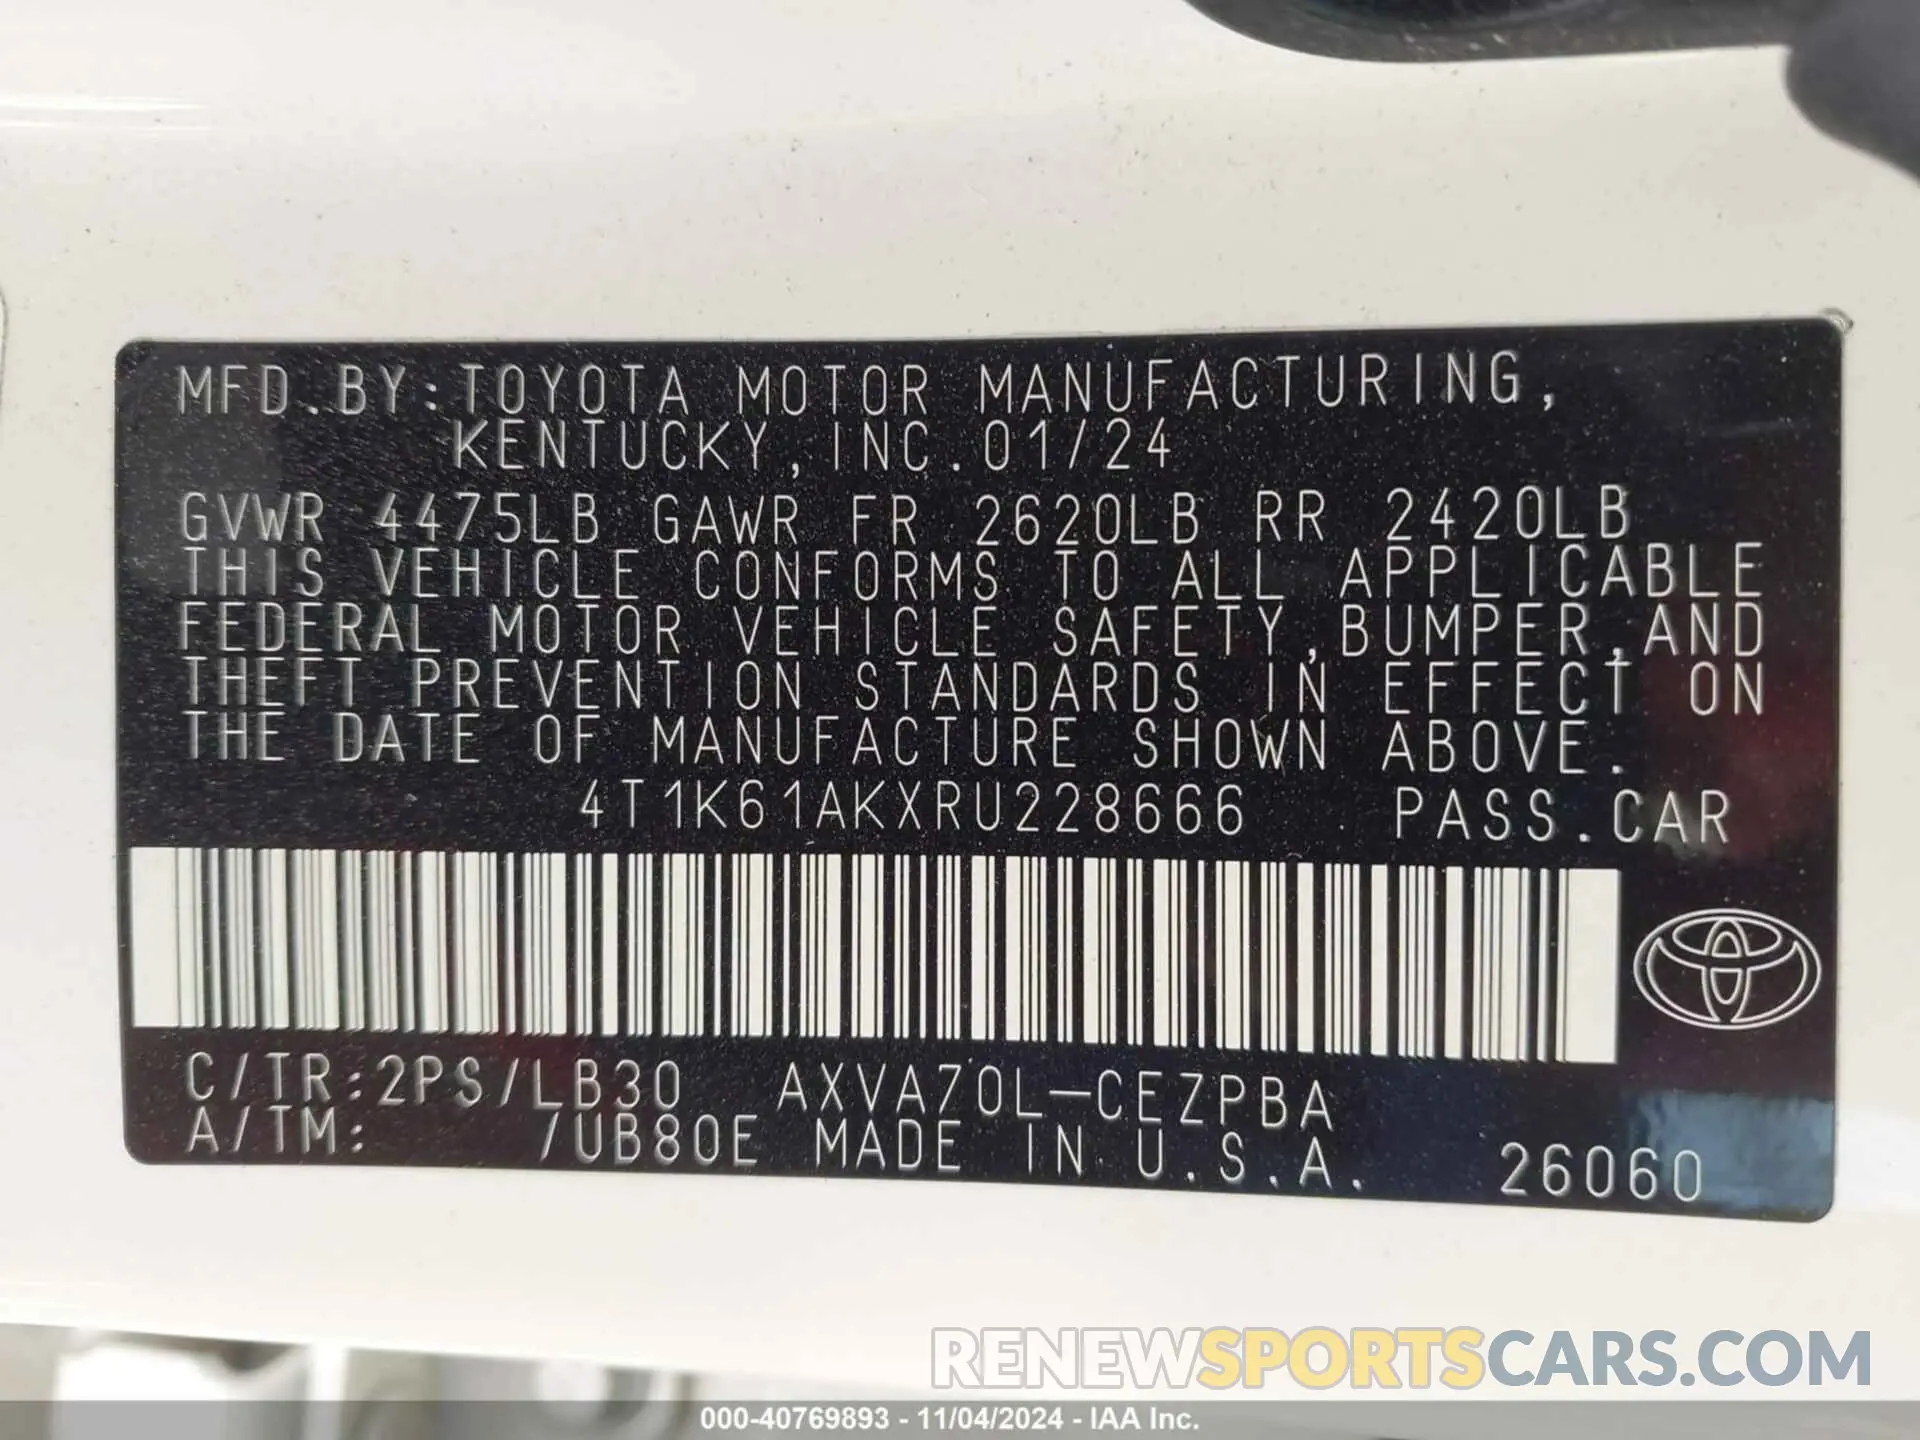 MFD.BY:TOYOTA MOTOR MANUFACTURING,
KENTUCKY,INC.01/24
GVWR 4475LB GAWR FR 2620LB RR 2420LB
THIS VEHICLE CONFORMS TO ALL APPLICABLE
FEDERAL MOTOR VEHICLE SAFETY,BUMPER,AND
THEFT PREVENTION STANDARDS IN EFFECT ON
THE DATE OF MANUFACTURE SHOWN ABOVE.
4T1K61AKXRU228666 PASS.CAR
C/TR:2PS/LB30 AXVA70L-CEZPBA
A/TM: /UB80E MADE IN U.S.A. 26060
RENEWSPORTSCARS.COM
000-40769893 - 11/04/2024 - IAA Inc.